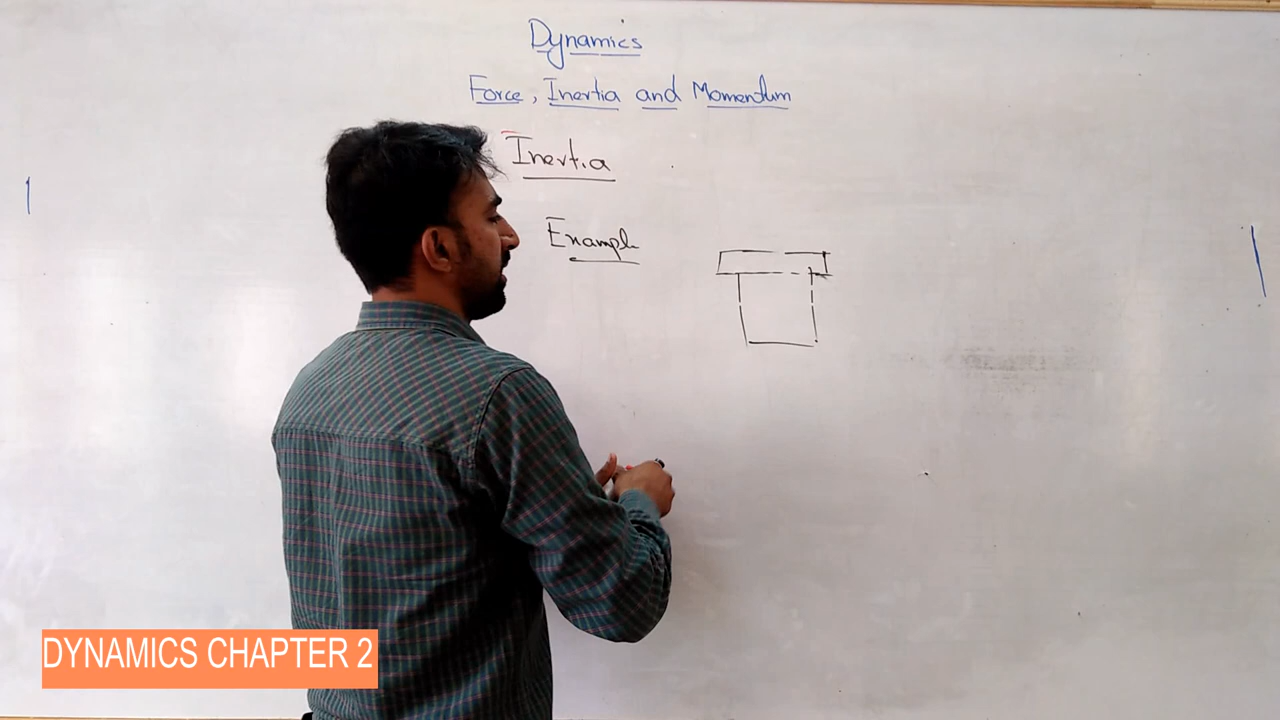 Dynamics
Force, Inertia and Momentum
Inertia
Example
DYNAMICS CHAPTER 2